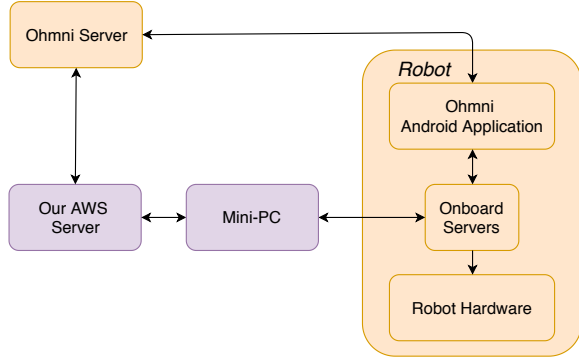 Ohmni Server
Robot
Ohmni
Android Application
Our AWS
Server
Mini-PC
Onboard
Servers
Robot Hardware